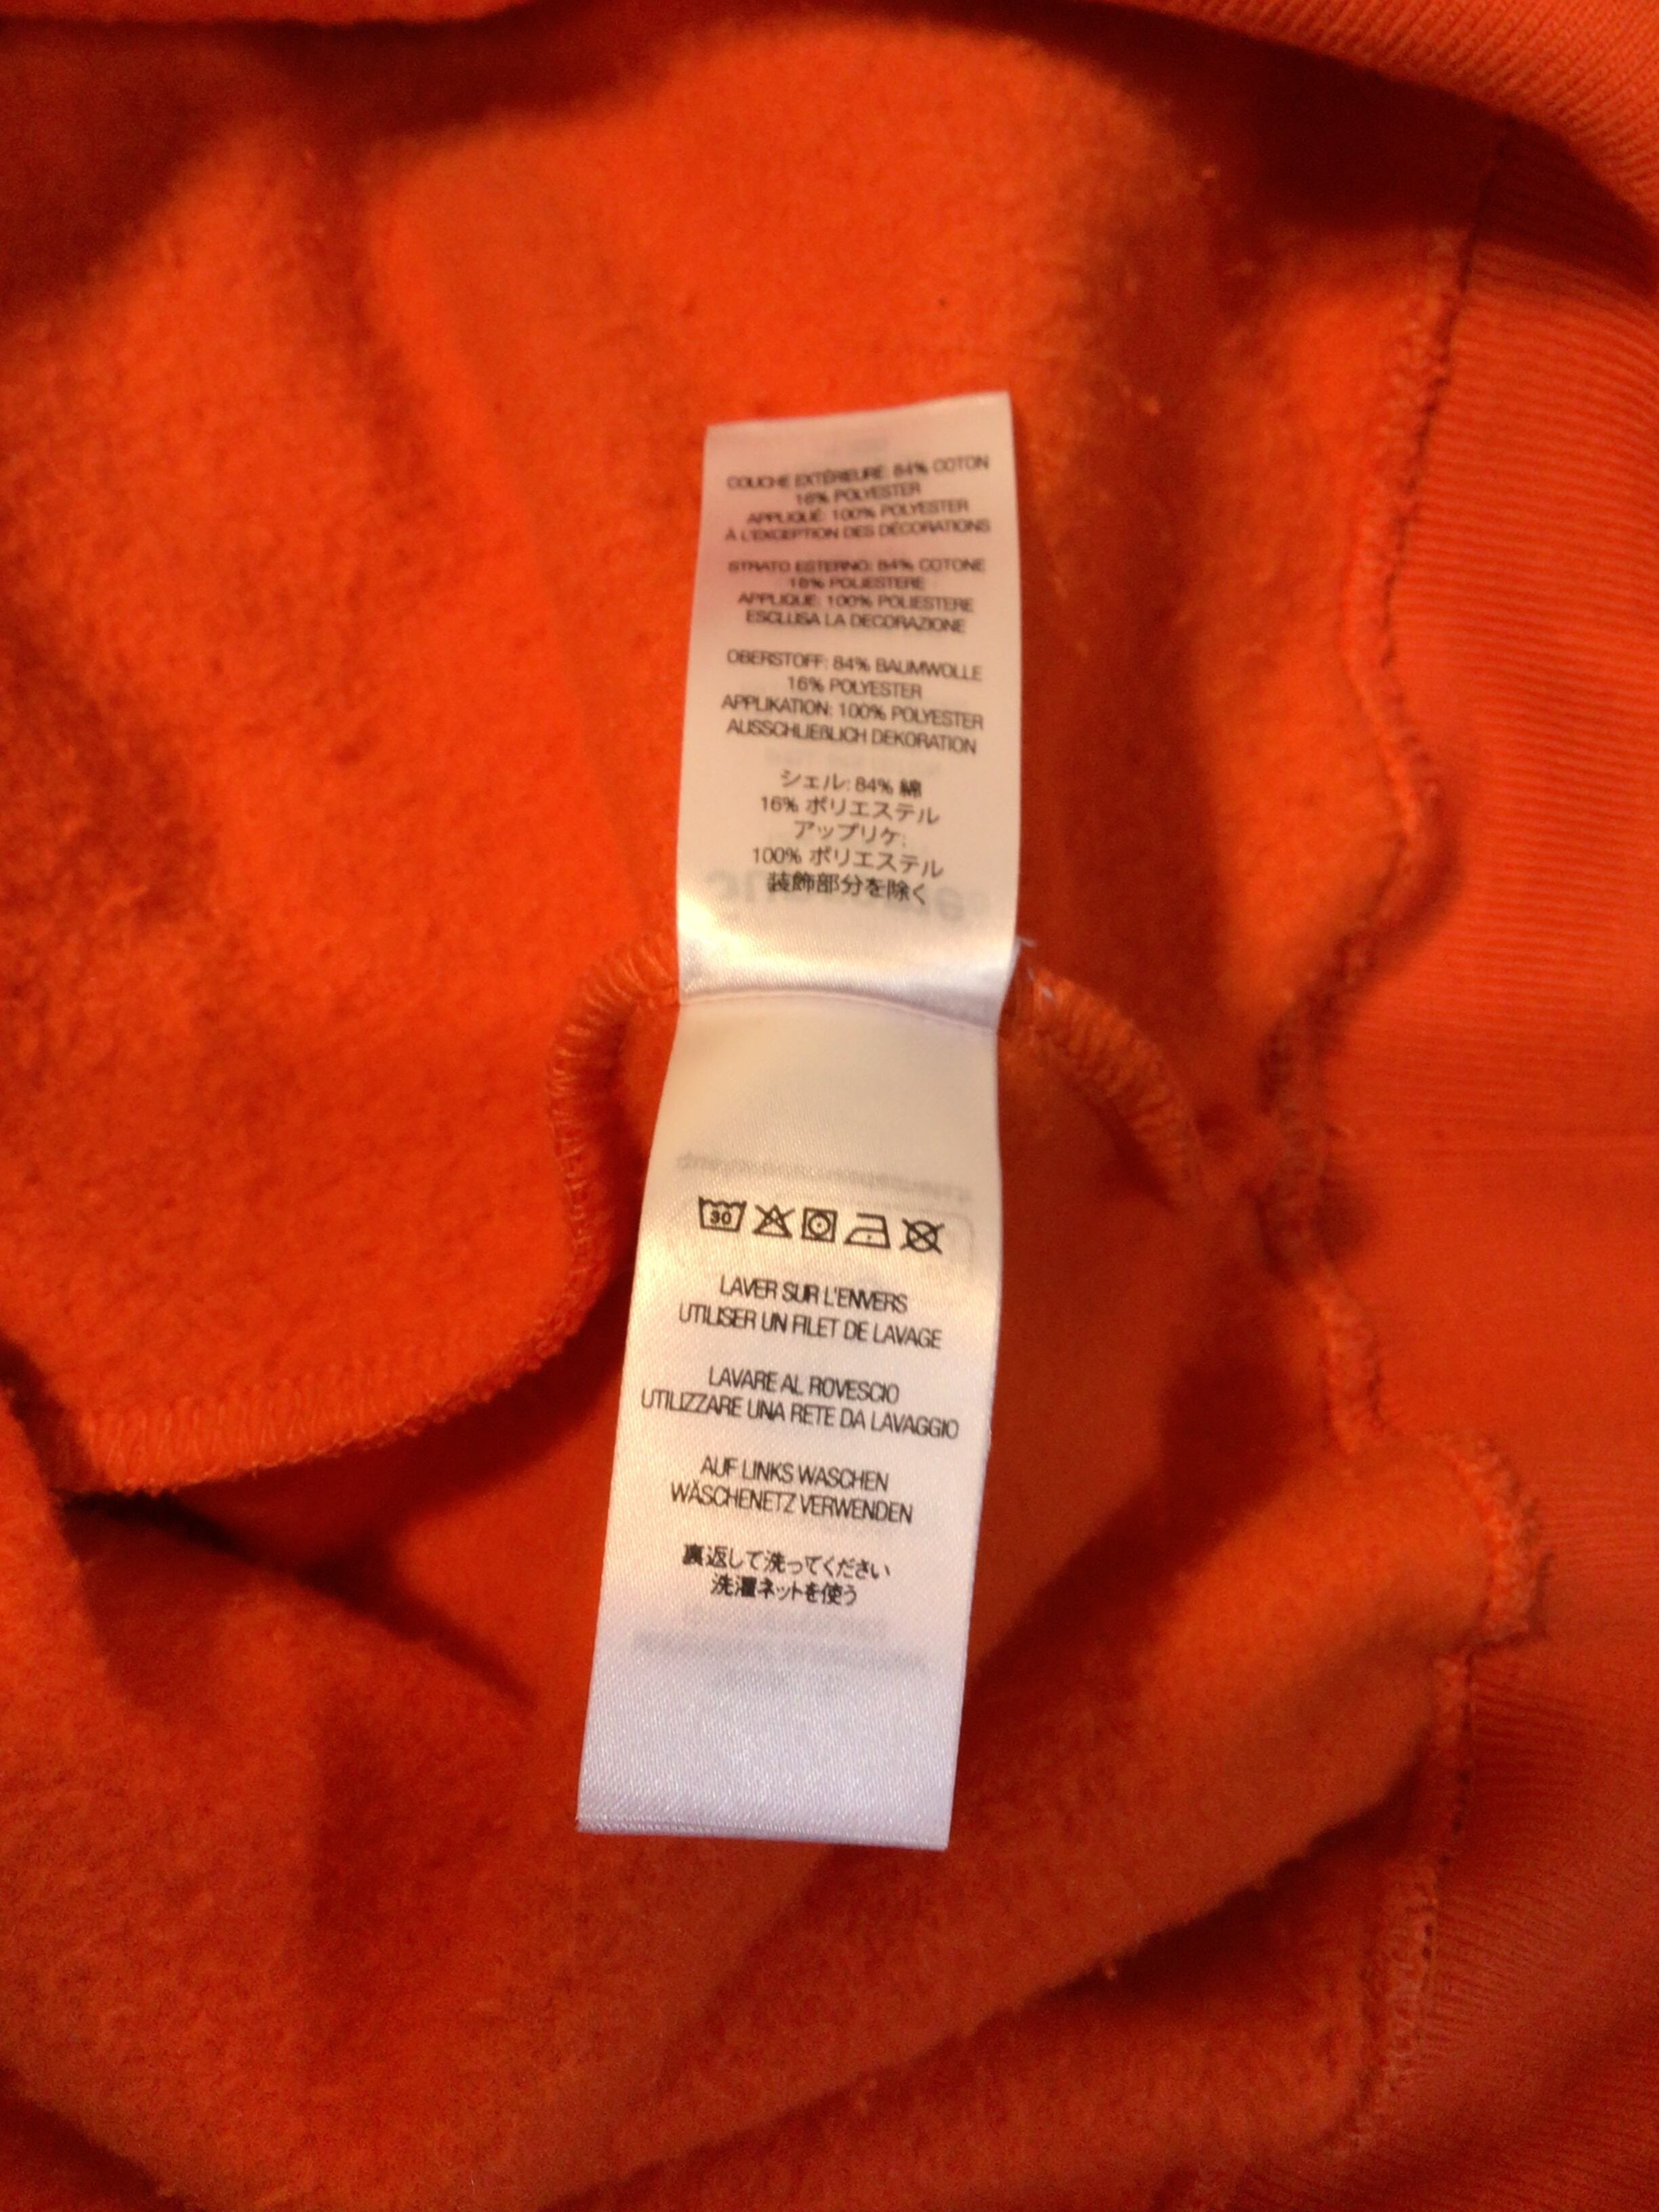 COUCHE EXTÉRIEURE: 84% COTON
16% POLYESTER
APPLIQUÉ: 100% POLYESTER
À L'EXCEPTION DES DÉCORATIONS
STRATO ESTERNO: 84% COTONE
16% POLIESTERE
APPLIQUE: 100% POLIESTERE
ESCLUSA LA DECORAZIONE
OBERSTOFF: 84% BAUMWOLLE
16% POLYESTER
APPLIKATION: 100% POLYESTER
AUSSCHLIEBLICH DEKORATION
シェル: 84% 綿
16% ポリエステル
アップリケ:
100% ポリエステル
装飾部分を除く
30
LAVER SUR L'ENVERS
UTILISER UN FILET DE LAVAGE
LAVARE AL ROVESCIO
UTILIZZARE UNA RETE DA LAVAGGIO
AUF LINKS WASCHEN
WÄSCHENETZ VERWENDEN
裏返して洗ってください
洗濯ネットを使う